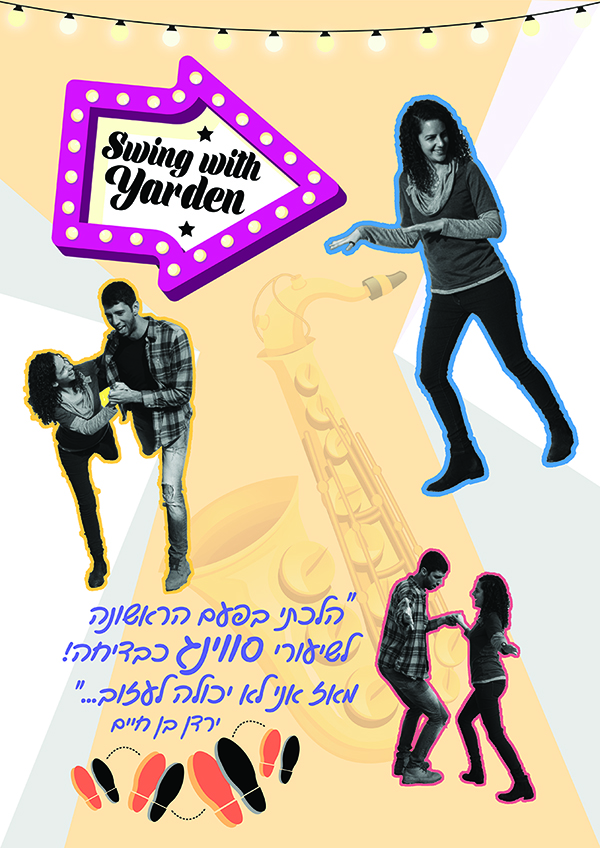 Swing with
Yarden
"הלכתי בפעם הראשונה
לשיעורי סווינג כבדיחה!
מאז אני לא יכולה לעזוב..."
ירדן בן חיים